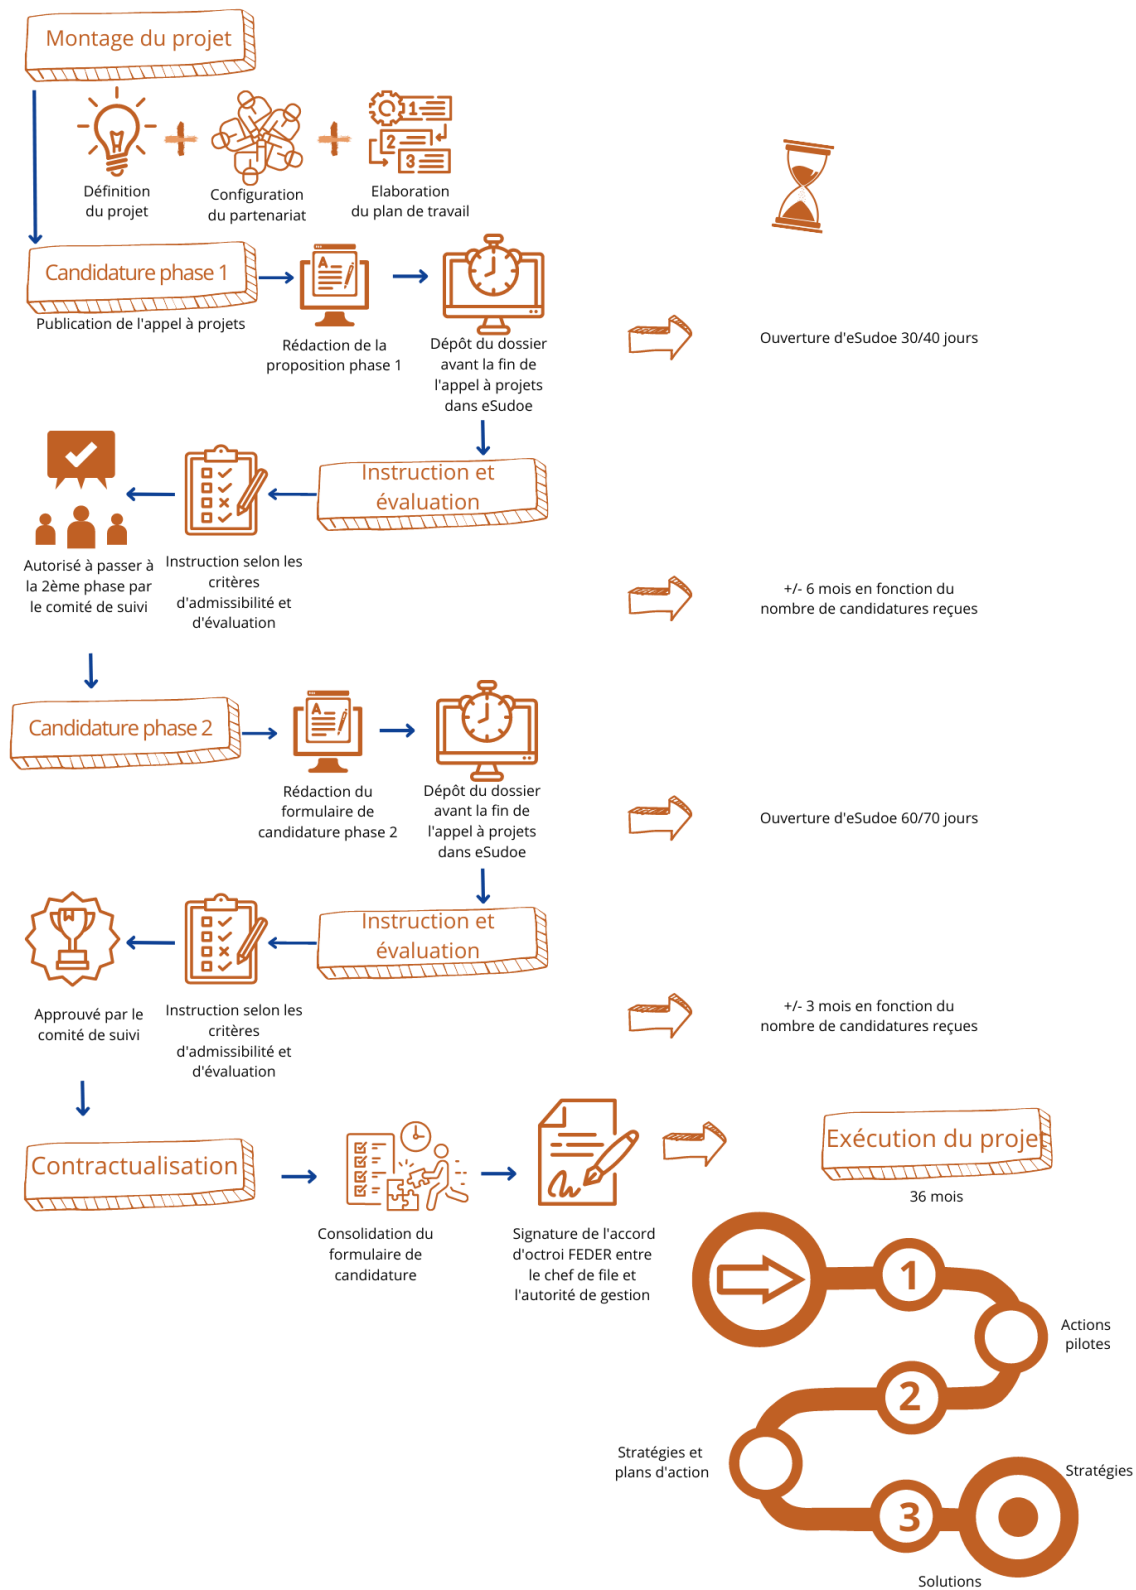 Montage du projet
1
2
3
Définition
du projet
Configuration
du partenariat
Elaboration
du plan de travail
Candidature phase 1
Publication de l'appel à projets
A
Rédaction de la
proposition phase 1
Dépôt du dossier
avant la fin de
l'appel à projets
dans eSudoe
Ouverture d'eSudoe 30/40 jours
Instruction et
évaluation
Instruction selon les
critères
d'admissibilité et
d'évaluation
Autorisé à passer à
la 2ème phase par
le comité de suivi
+/- 6 mois en fonction du
nombre de candidatures reçues
Candidature phase 2
A
Rédaction du
formulaire de
candidature phase 2
Dépôt du dossier
avant la fin de
l'appel à projets
dans eSudoe
Ouverture d'eSudoe 60/70 jours
Instruction et
évaluation
Instruction selon les
critères
d'admissibilité et
d'évaluation
Approuvé par le
comité de suivi
+/- 3 mois en fonction du
nombre de candidatures reçues
Contractualisation
Consolidation du
formulaire de
candidature
Signature de l'accord
d'octroi FEDER entre
le chef de file et
l'autorité de gestion
Exécution du projet
36 mois
1
Actions
pilotes
2
Stratégies et
plans d'action
3
Stratégies
Solutions